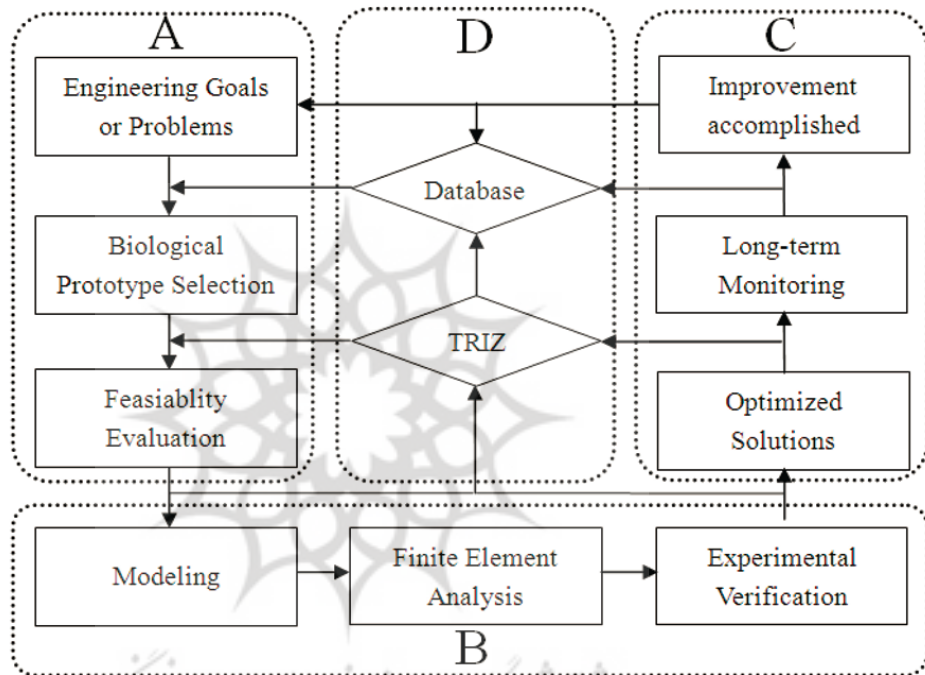 A
D
C
Engineering Goals
or Problems
Improvement
accomplished
Database
Biological
Prototype Selection
Long-term
Monitoring
TRIZ
Feasiablity
Evaluation
Optimized
Solutions
Modeling
Finite Element
Analysis
Experimental
Verification
B